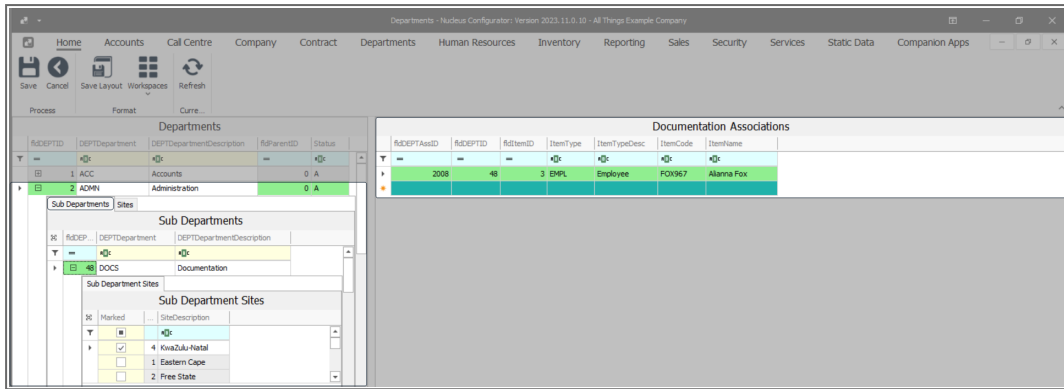 Departments - Nucleus Configurator: Version 2023.11.0.10 - All Things Example Company
Home Accounts Call Centre Company Contract Departments Human Resources Inventory Reporting Sales Security Services Static Data Companion Apps
Save Cancel Save Layout Workspaces Refresh
Process Format Curre...
Departments
fldDEPTID DEPTDepartment DEPTDepartmentDescription fldParentID Status
= =
1 ACC Accounts 0 A
2 ADMN Administration 0 A
Sub Departments Sites
Sub Departments
fldDEP... DEPTDepartment DEPTDepartmentDescription
=
48 DOCS Documentation
Sub Department Sites
Sub Department Sites
Marked ... SiteDescription
4 KwaZulu-Natal
1 Eastern Cape
2 Free State
Documentation Associations
fldDEPTAssID fldDEPTID fldItemID ItemType ItemTypeDesc ItemCode ItemName
= = =
2008 48 3 EMPL Employee FOX967 Alianna Fox